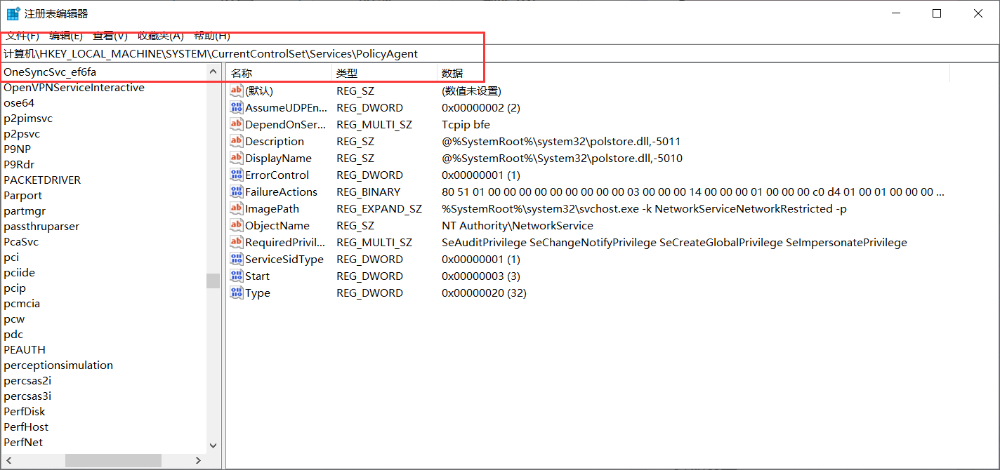 注册表编辑器
文件(F) 编辑(E) 查看(V) 收藏夹(A) 帮助(H)
计算机\HKEY_LOCAL_MACHINE\SYSTEM\CurrentControlSet\Services\PolicyAgent
OneSyncSvc_ef6fa
OpenVPNServiceInteractive
ose64
p2pimsvc
p2psvc
P9NP
P9Rdr
PACKETDRIVER
Parport
partmgr
passthruparser
PcaSvc
pci
pciide
pcip
pcmcia
pcw
pdc
PEAUTH
perceptionsimulation
percsas2i
percsas3i
PerfDisk
PerfHost
PerfNet
名称 类型 数据
(默认) REG_SZ (数值未设置)
AssumeUDPEn... REG_DWORD 0x00000002 (2)
DependOnSer... REG_MULTI_SZ Tcpip bfe
Description REG_SZ @%SystemRoot%\system32\polstore.dll,-5011
DisplayName REG_SZ @%SystemRoot%\System32\polstore.dll,-5010
ErrorControl REG_DWORD 0x00000001 (1)
FailureActions REG_BINARY 80 51 01 00 00 00 00 00 00 00 00 00 03 00 00 00 14 00 00 00 01 00 00 00 c0 d4 01 00 01 00 00 00 ...
ImagePath REG_EXPAND_SZ %SystemRoot%\system32\svchost.exe -k NetworkServiceNetworkRestricted -p
ObjectName REG_SZ NT Authority\NetworkService
RequiredPrivil... REG_MULTI_SZ SeAuditPrivilege SeChangeNotifyPrivilege SeCreateGlobalPrivilege SeImpersonatePrivilege
ServiceSidType REG_DWORD 0x00000001 (1)
Start REG_DWORD 0x00000003 (3)
Type REG_DWORD 0x00000020 (32)